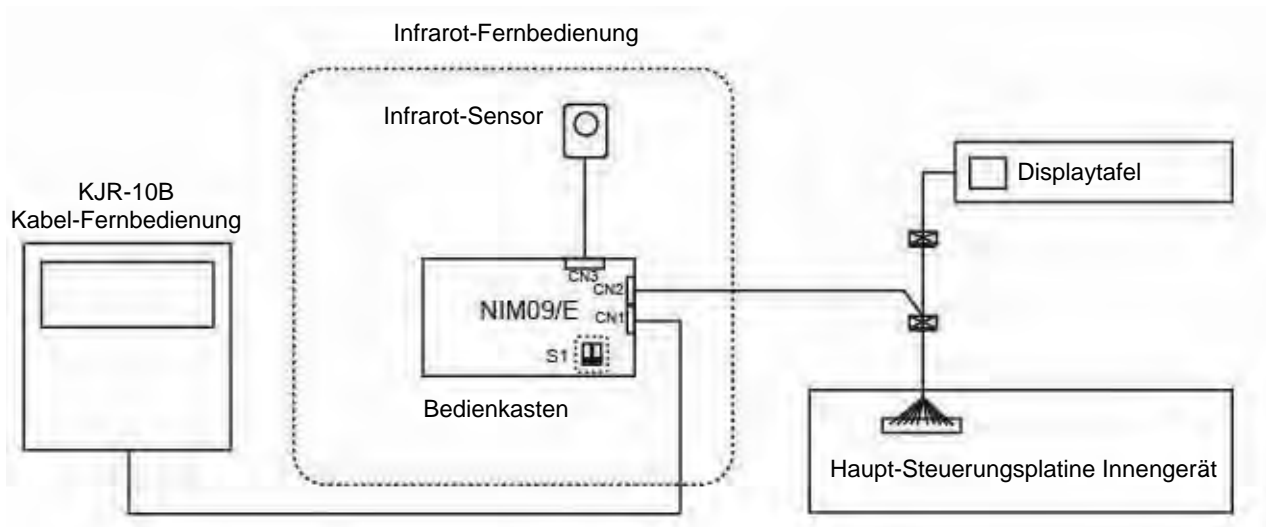 Infrarot-Fernbedienung
Infrarot-Sensor
KJR-10B
Kabel-Fernbedienung
Displaytafel
CN3
CN2
NIM09/E
CN1
S1
Bedienkasten
Haupt-Steuerungsplatine Innengerät